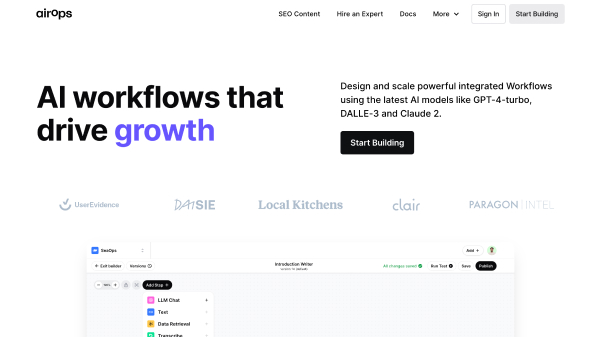 airops
SEO Content
Hire an Expert
Docs
More
Sign In
Start Building
AI workflows that
drive growth
Design and scale powerful integrated Workflows
using the latest AI models like GPT-4-turbo,
DALLE-3 and Claude 2.
Start Building
UserEvidence
DAISIE
Local Kitchens
clair
PARAGON INTEL
Exit builder
Versions
Introduction Writer
All changes saved
Run Test
Save
Publish
Add Step +
LLM Chat
Text
Data Retrieval
Transcribe